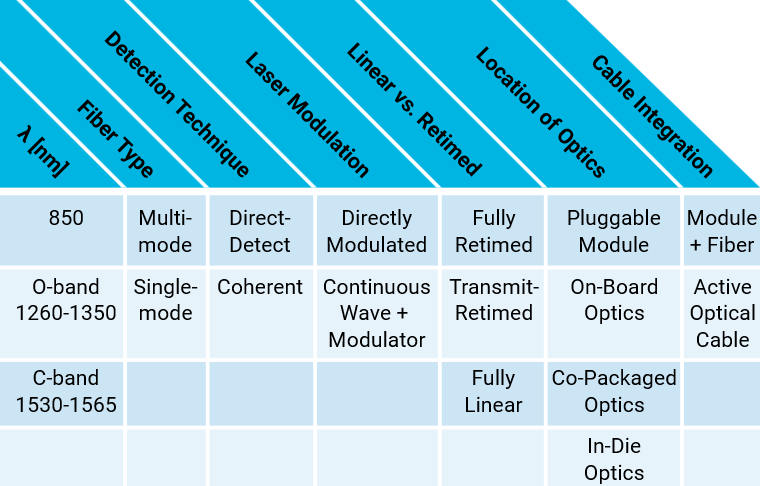 λ [nm]
Fiber Type
Detection Technique
Laser Modulation
Linear vs. Retimed
Location of Optics
Cable Integration
850
Multi-
mode
Direct-
Detect
Directly
Modulated
Fully
Retimed
Pluggable
Module
Module
+ Fiber
O-band
1260-1350
Single-
mode
Coherent
Continuous
Wave +
Modulator
Transmit-
Retimed
On-Board
Optics
Active
Optical
Cable
C-band
1530-1565
Fully
Linear
Co-Packaged
Optics
In-Die
Optics